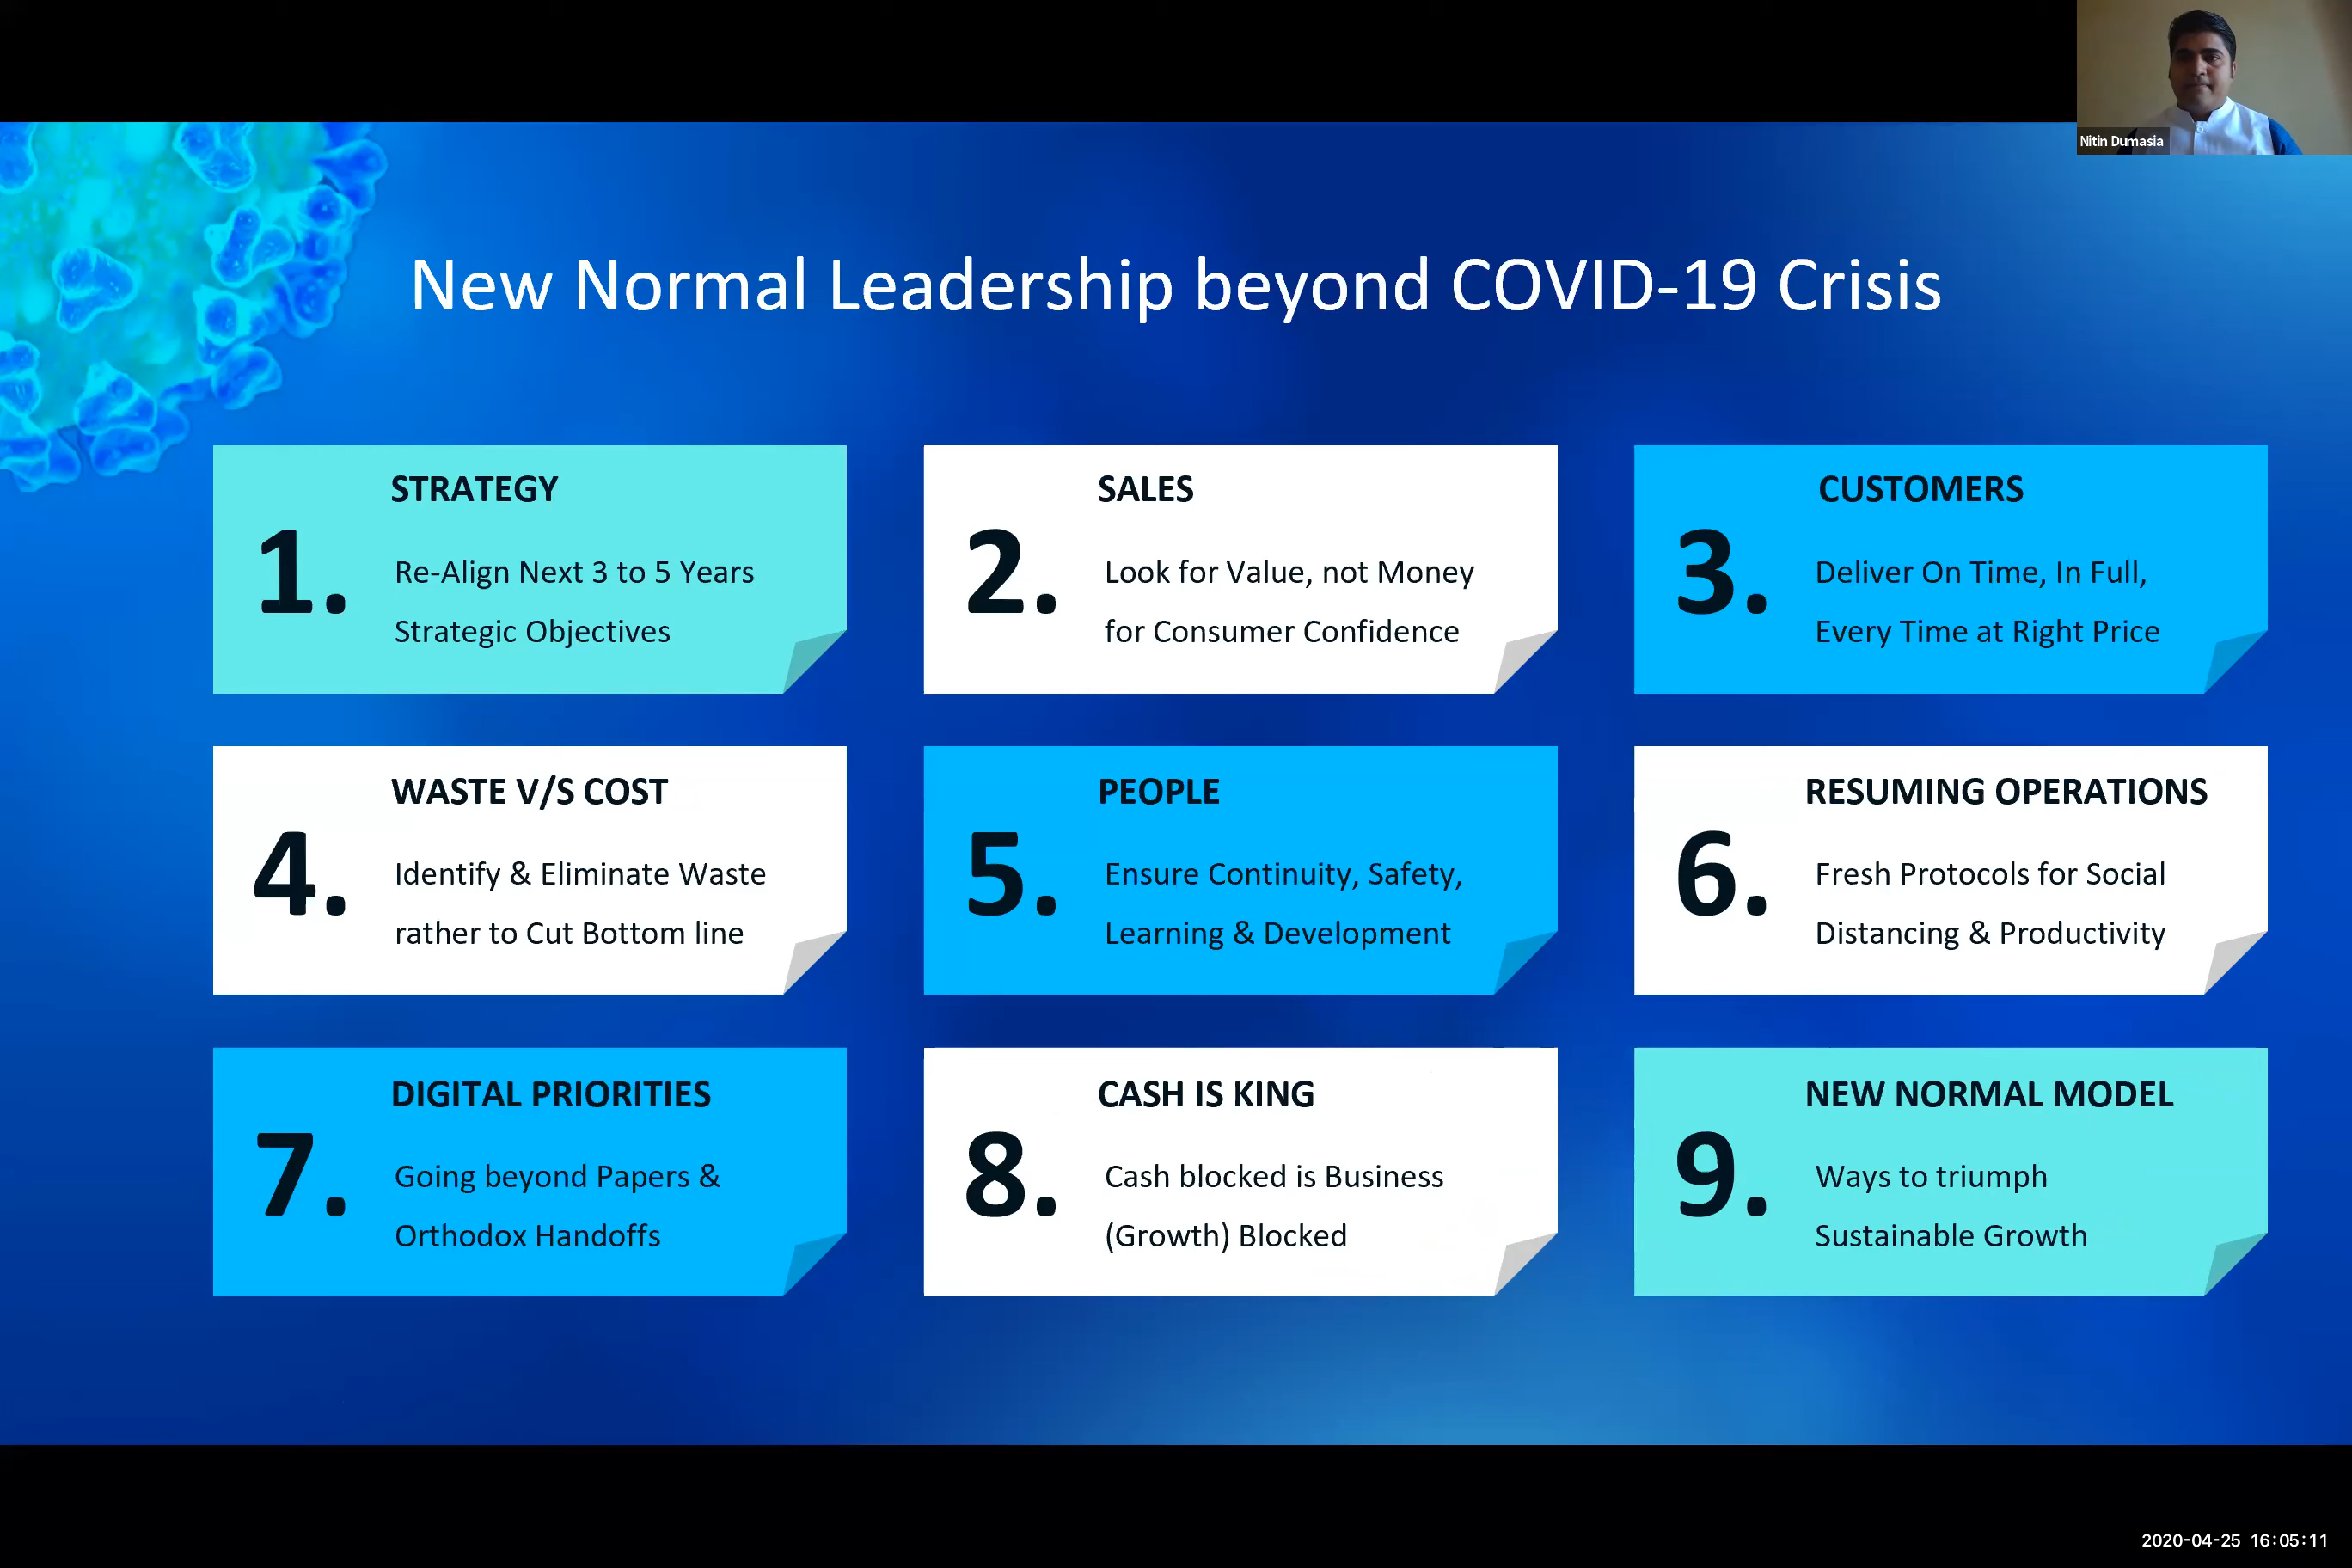 Nitin Dumasia
New Normal Leadership beyond COVID-19 Crisis
STRATEGY
1.
Re-Align Next 3 to 5 Years
Strategic Objectives
SALES
2.
Look for Value, not Money
for Consumer Confidence
CUSTOMERS
3.
Deliver On Time, In Full,
Every Time at Right Price
WASTE V/S COST
4.
Identify & Eliminate Waste
rather to Cut Bottom line
PEOPLE
5.
Ensure Continuity, Safety,
Learning & Development
RESUMING OPERATIONS
6.
Fresh Protocols for Social
Distancing & Productivity
DIGITAL PRIORITIES
7.
Going beyond Papers &
Orthodox Handoffs
CASH IS KING
8.
Cash blocked is Business
(Growth) Blocked
NEW NORMAL MODEL
9.
Ways to triumph
Sustainable Growth
2020-04-25 16:05:11